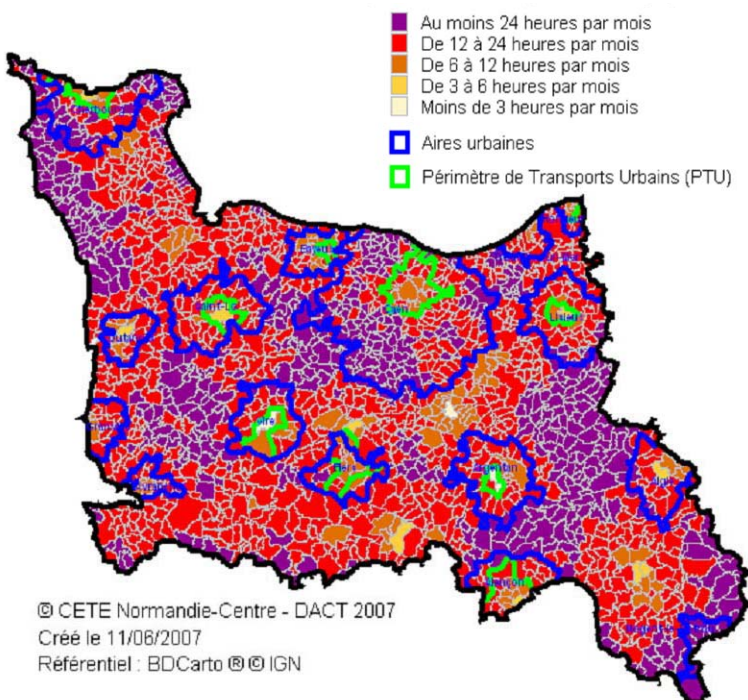 Au moins 24 heures par mois
De 12 à 24 heures par mois
De 6 à 12 heures par mois
De 3 à 6 heures par mois
Moins de 3 heures par mois
Aires urbaines
Périmètre de Transports Urbains (PTU)
Caen
Saint-Lô
Lisieux
Vire
Flers
Argentan
Alençon
© CETE Normandie-Centre - DACT 2007
Créé le 11/06/2007
Référentiel : BDCarto ® © IGN